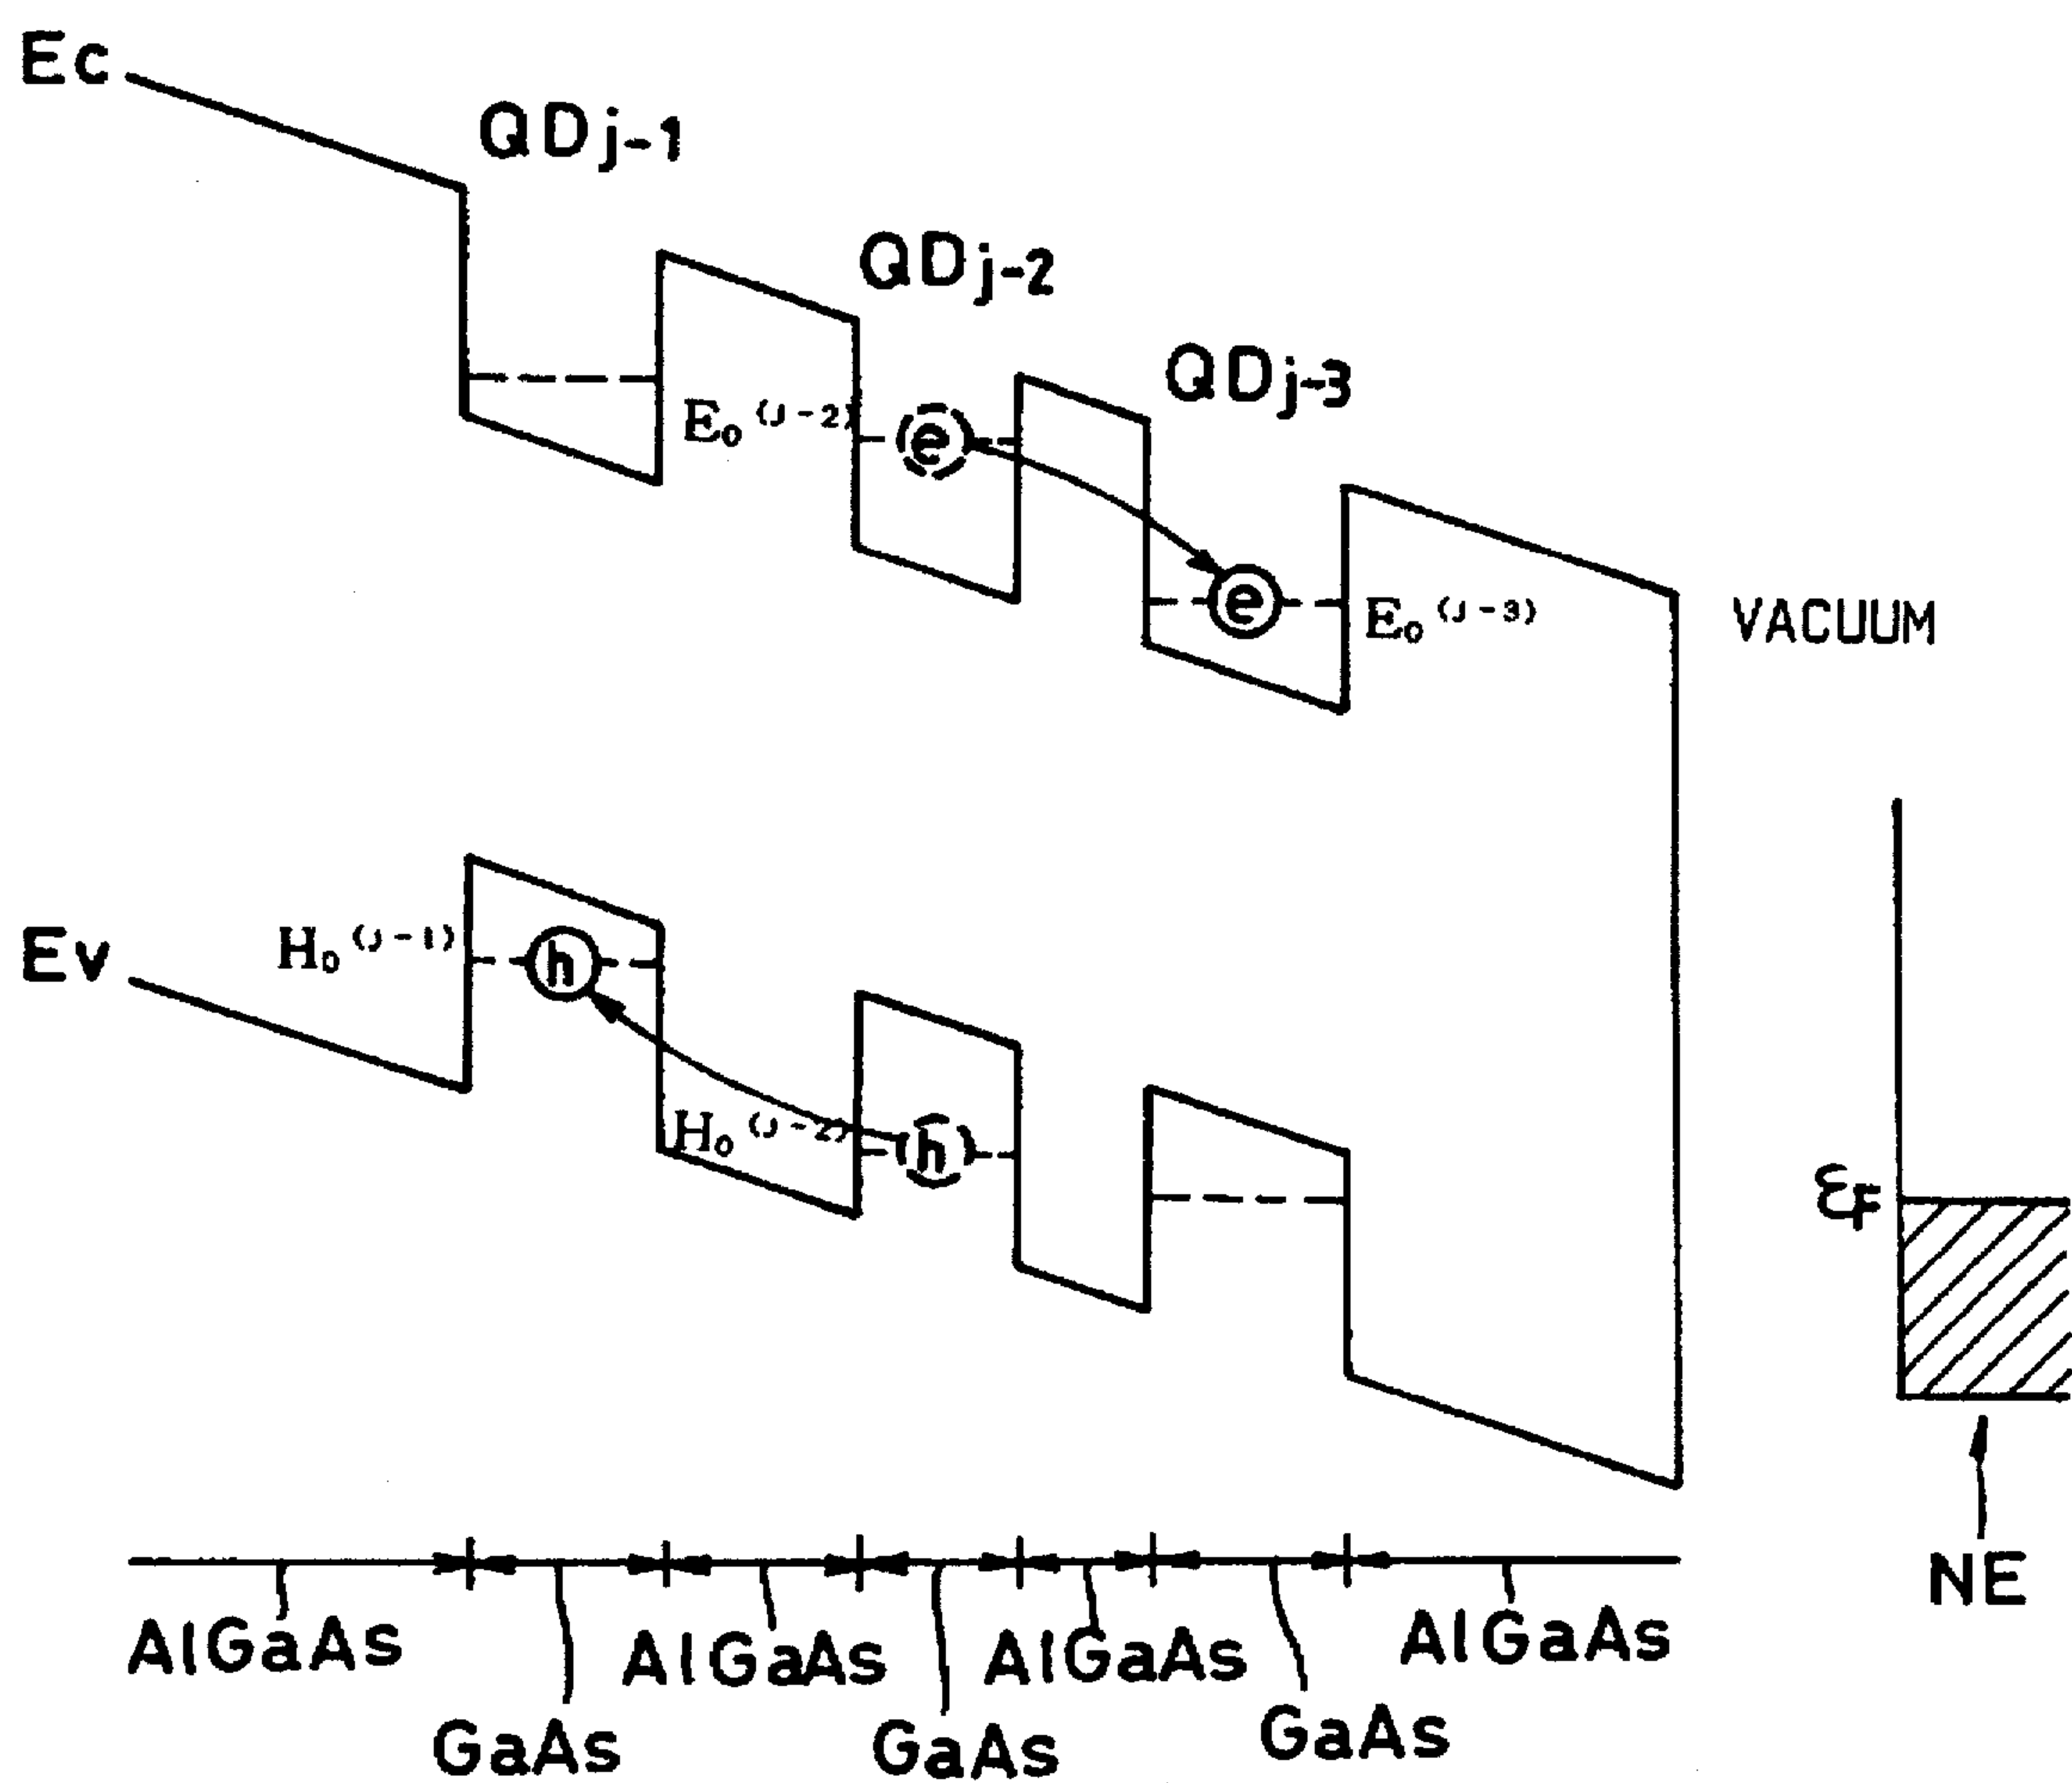 Ec
QDj-1
QDj-2
QDj-3
E₀⁽ᴶ⁻²⁾
e
e
E₀⁽ᴶ⁻³⁾
VACUUM
Ev
H₀⁽ᴶ⁻¹⁾
h
H₀⁽ᴶ⁻²⁾
h
εF
NE
AlGaAs
AlGaAs
AlGaAs
AlGaAs
GaAs
GaAs
GaAs